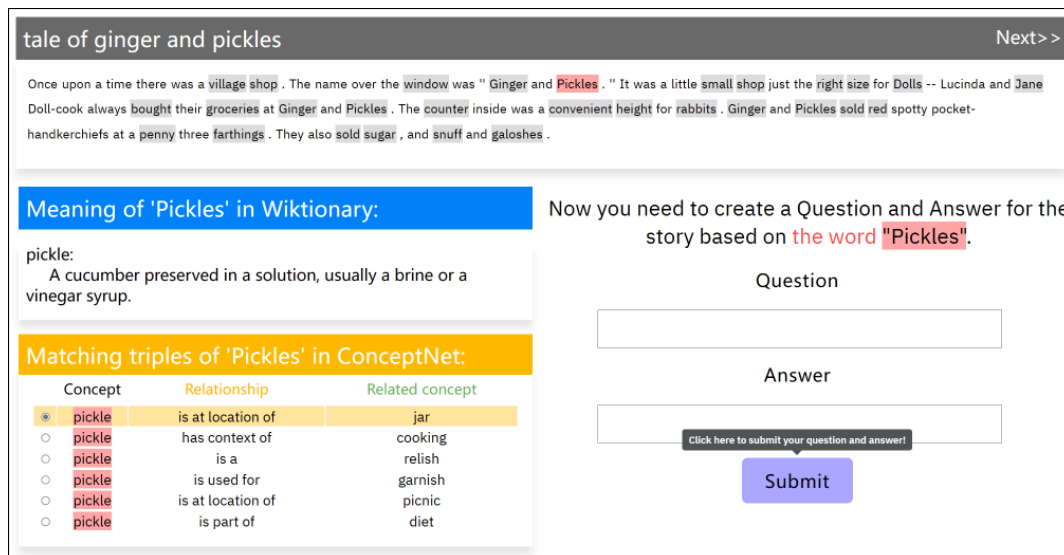 tale of ginger and pickles
Next>>
Once upon a time there was a village shop . The name over the window was " Ginger and Pickles . " It was a little small shop just the right size for Dolls -- Lucinda and Jane
Doll-cook always bought their groceries at Ginger and Pickles . The counter inside was a convenient height for rabbits . Ginger and Pickles sold red spotty pocket-
handkerchiefs at a penny three farthings . They also sold sugar , and snuff and galoshes .
Meaning of 'Pickles' in Wiktionary:
pickle:
A cucumber preserved in a solution, usually a brine or a
vinegar syrup.
Matching triples of 'Pickles' in ConceptNet:
Concept Relationship Related concept
pickle is at location of jar
pickle has context of cooking
pickle is a relish
pickle is used for garnish
pickle is at location of picnic
pickle is part of diet
Now you need to create a Question and Answer for the
story based on the word "Pickles".
Question
Answer
Click here to submit your question and answer!
Submit